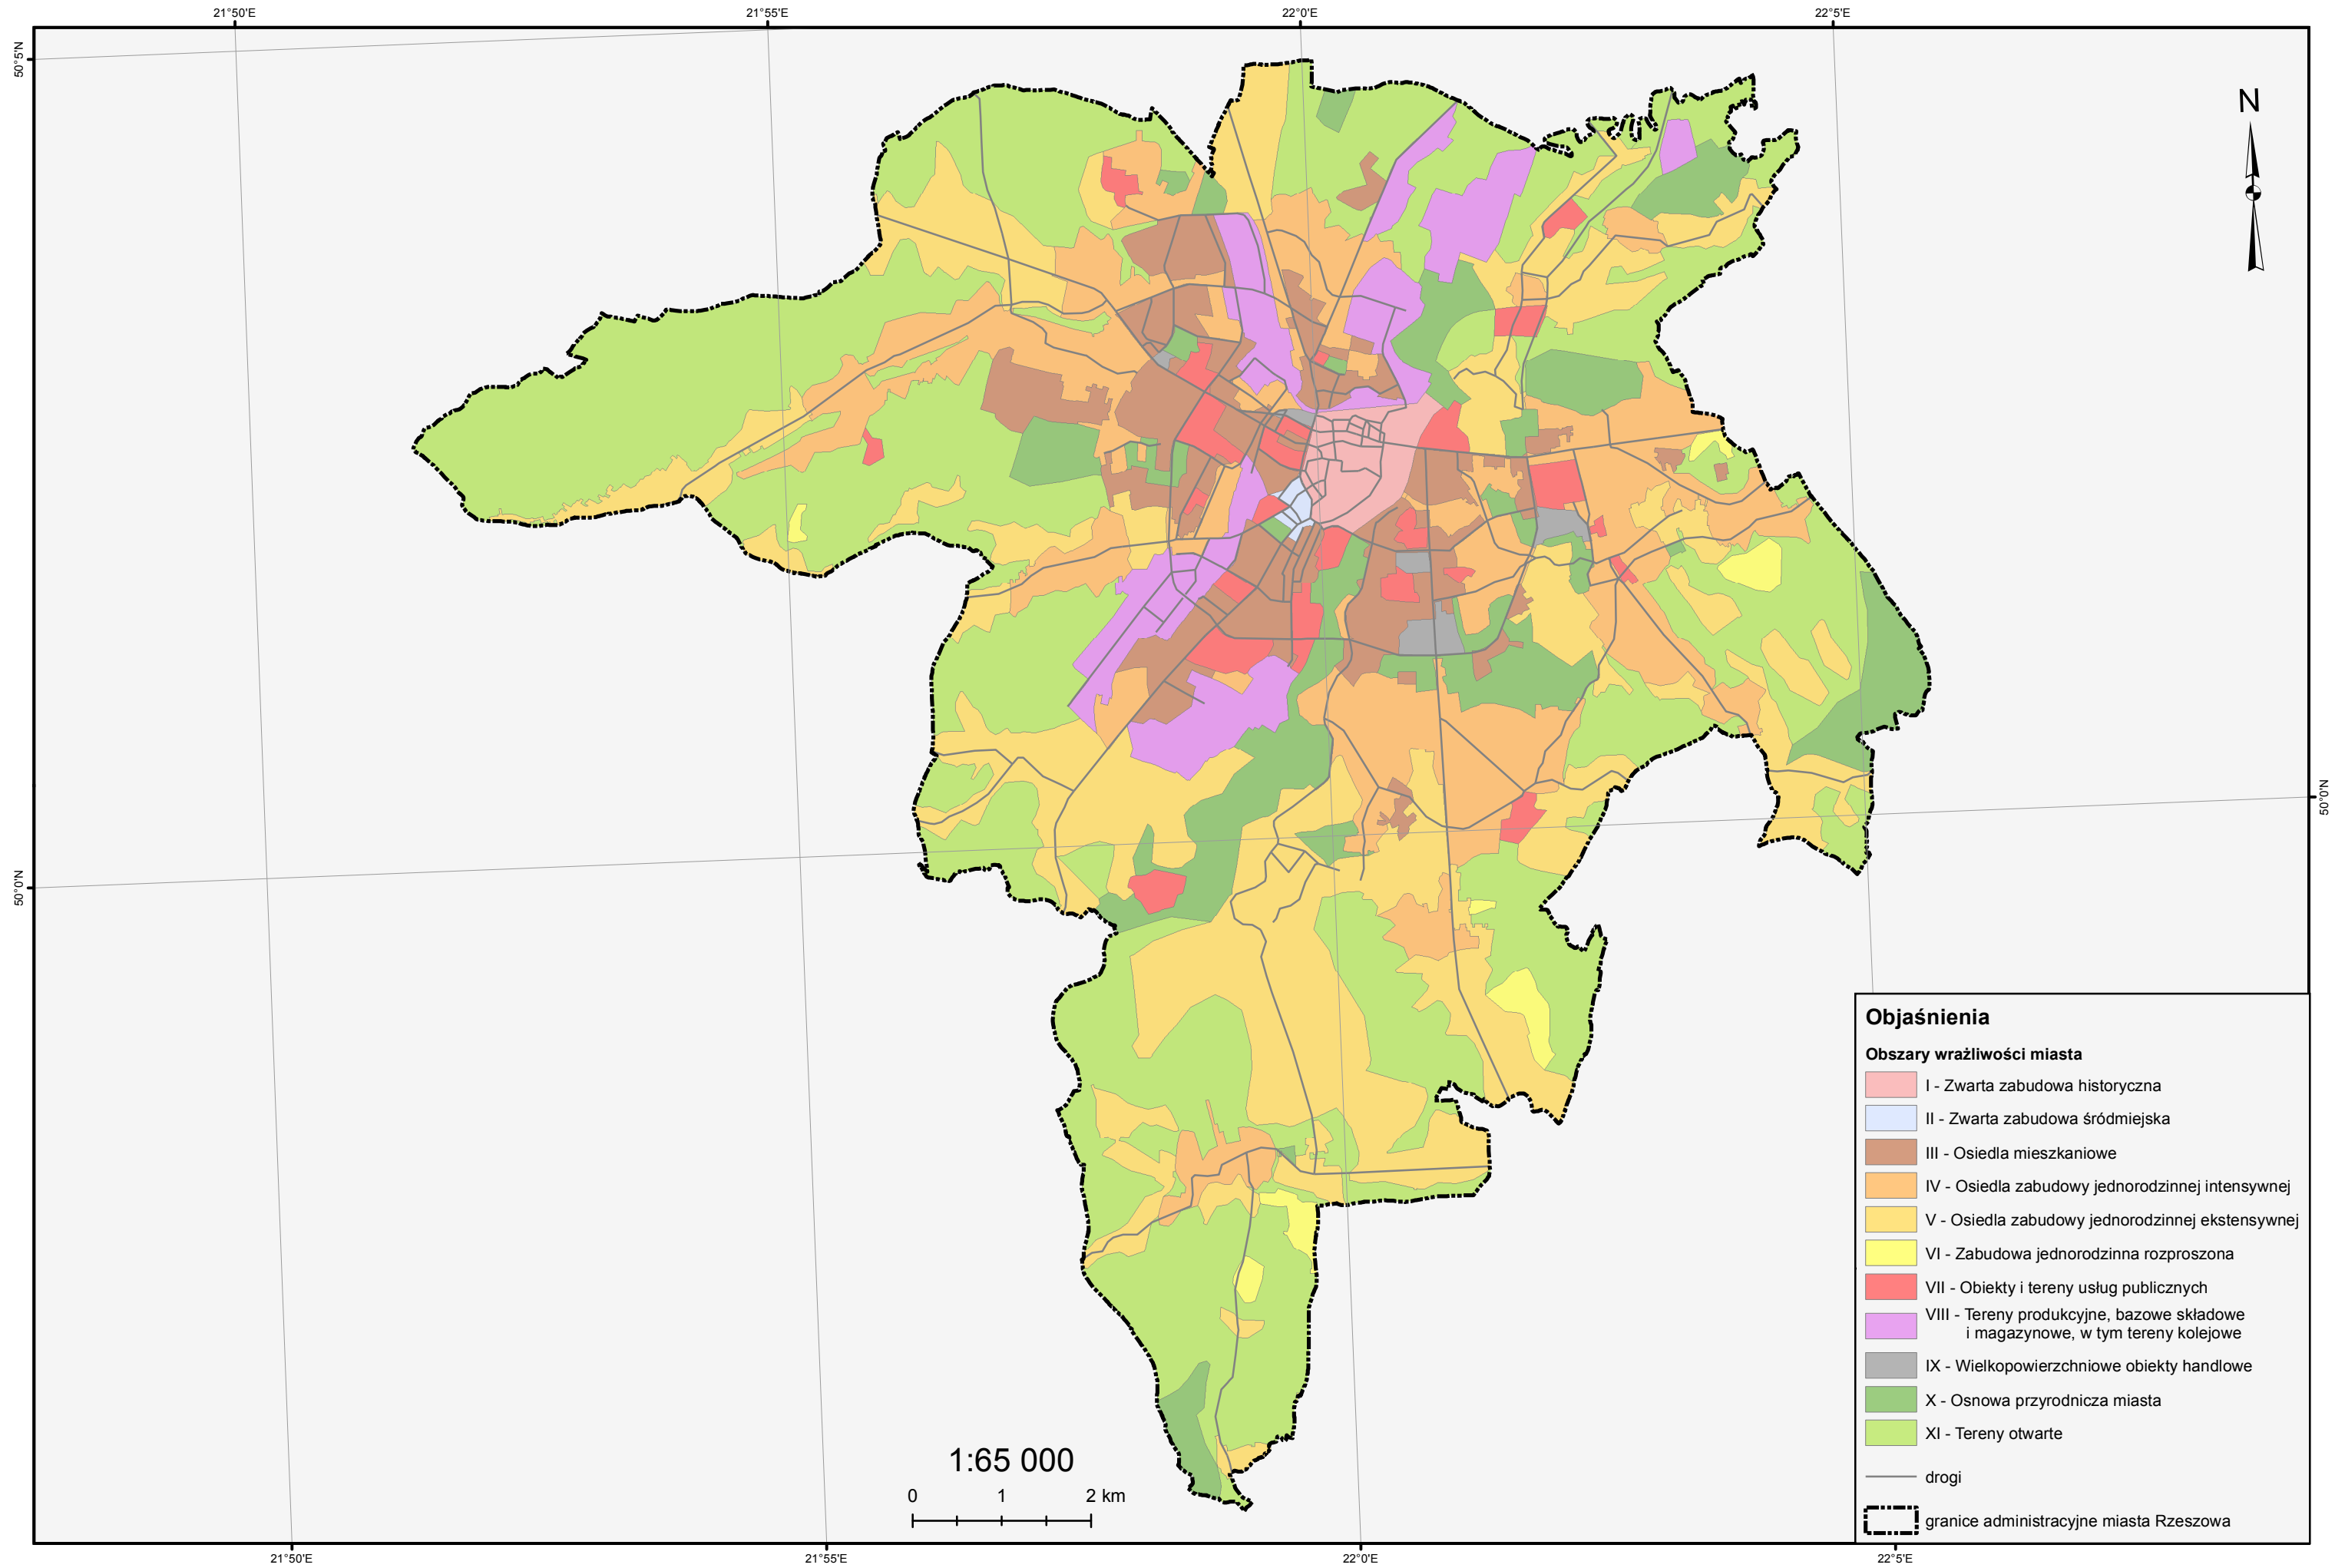 21°50'E
21°55'E
22°0'E
22°5'E
50°5'N
N
50°0'N
50°0'N
Objaśnienia
Obszary wrażliwości miasta
I - Zwarta zabudowa historyczna
II - Zwarta zabudowa śródmiejska
III - Osiedla mieszkaniowe
IV - Osiedla zabudowy jednorodzinnej intensywnej
V - Osiedla zabudowy jednorodzinnej ekstensywnej
VI - Zabudowa jednorodzinna rozproszona
VII - Obiekty i tereny usług publicznych
VIII - Tereny produkcyjne, bazowe składowe
i magazynowe, w tym tereny kolejowe
IX - Wielkopowierzchniowe obiekty handlowe
X - Osnowa przyrodnicza miasta
XI - Tereny otwarte
drogi
granice administracyjne miasta Rzeszowa
1:65 000
0 1 2 km
21°50'E
21°55'E
22°0'E
22°5'E